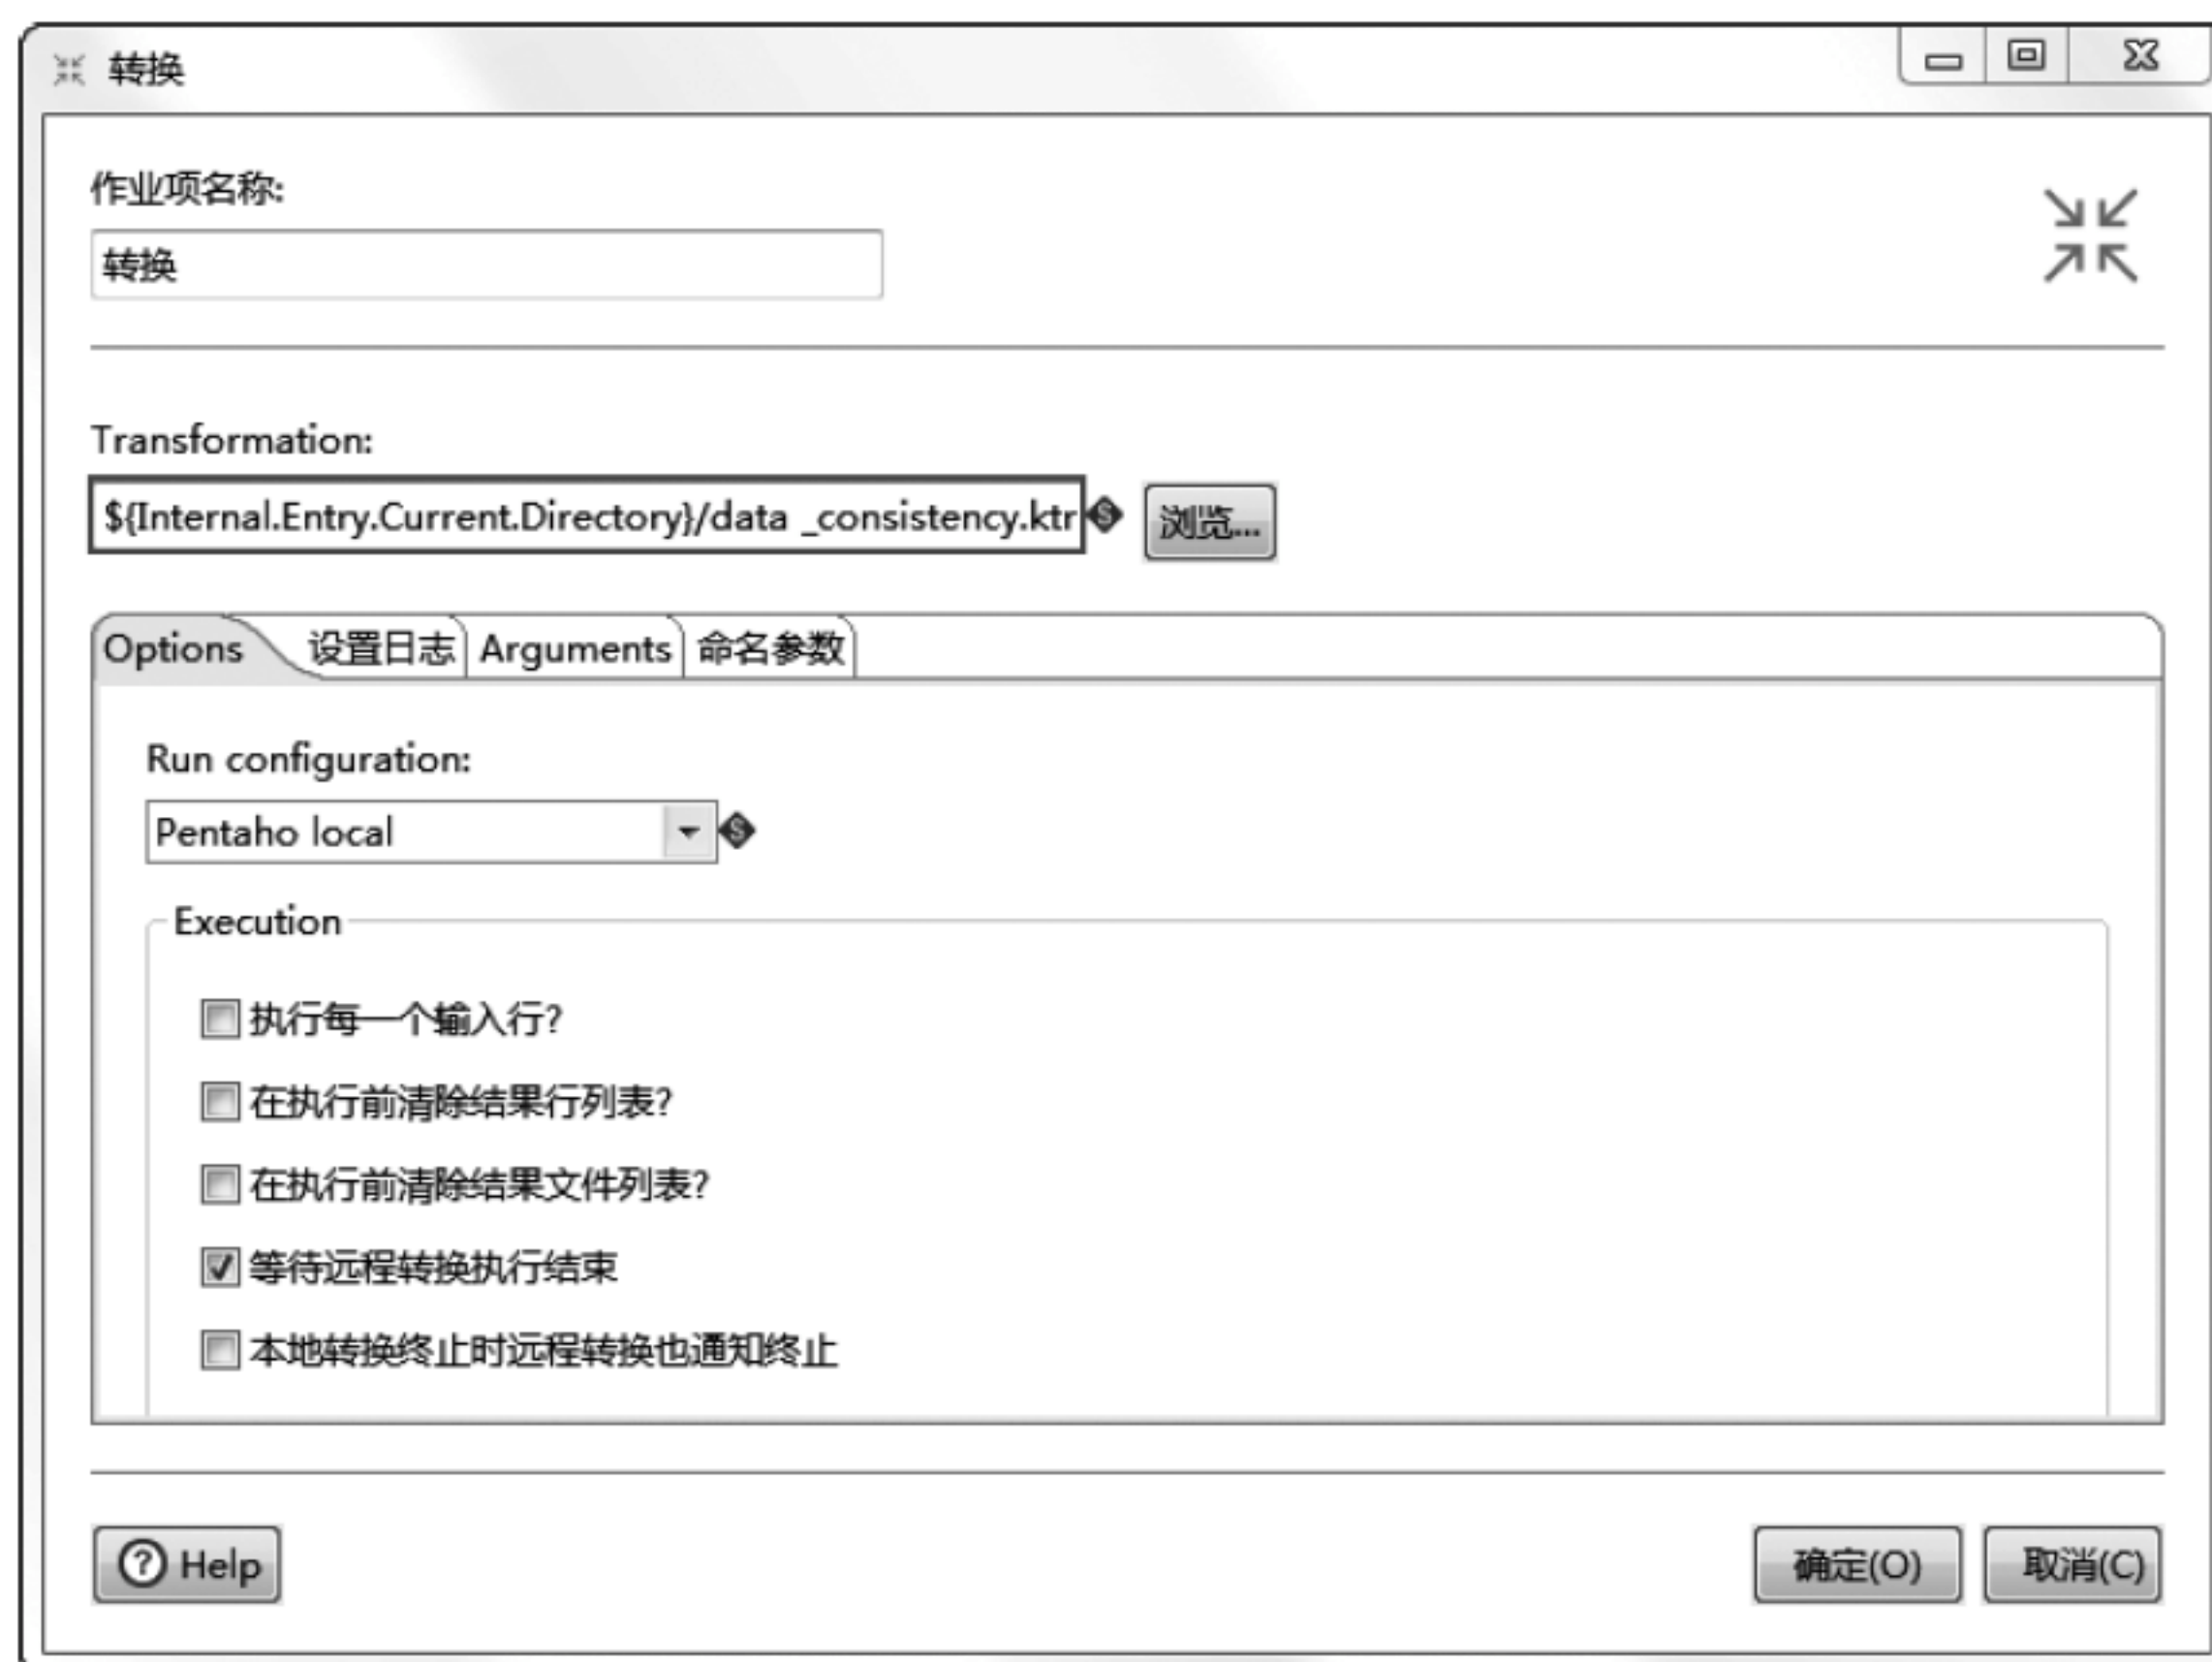 转换
作业项名称:
转换
Transformation:
${Internal.Entry.Current.Directory}/data _consistency.ktr
浏览...
Options 设置日志 Arguments 命名参数
Run configuration:
Pentaho local
Execution
执行每一个输入行?
在执行前清除结果行列表?
在执行前清除结果文件列表?
等待远程转换执行结束
本地转换终止时远程转换也通知终止
Help 确定(O) 取消(C)